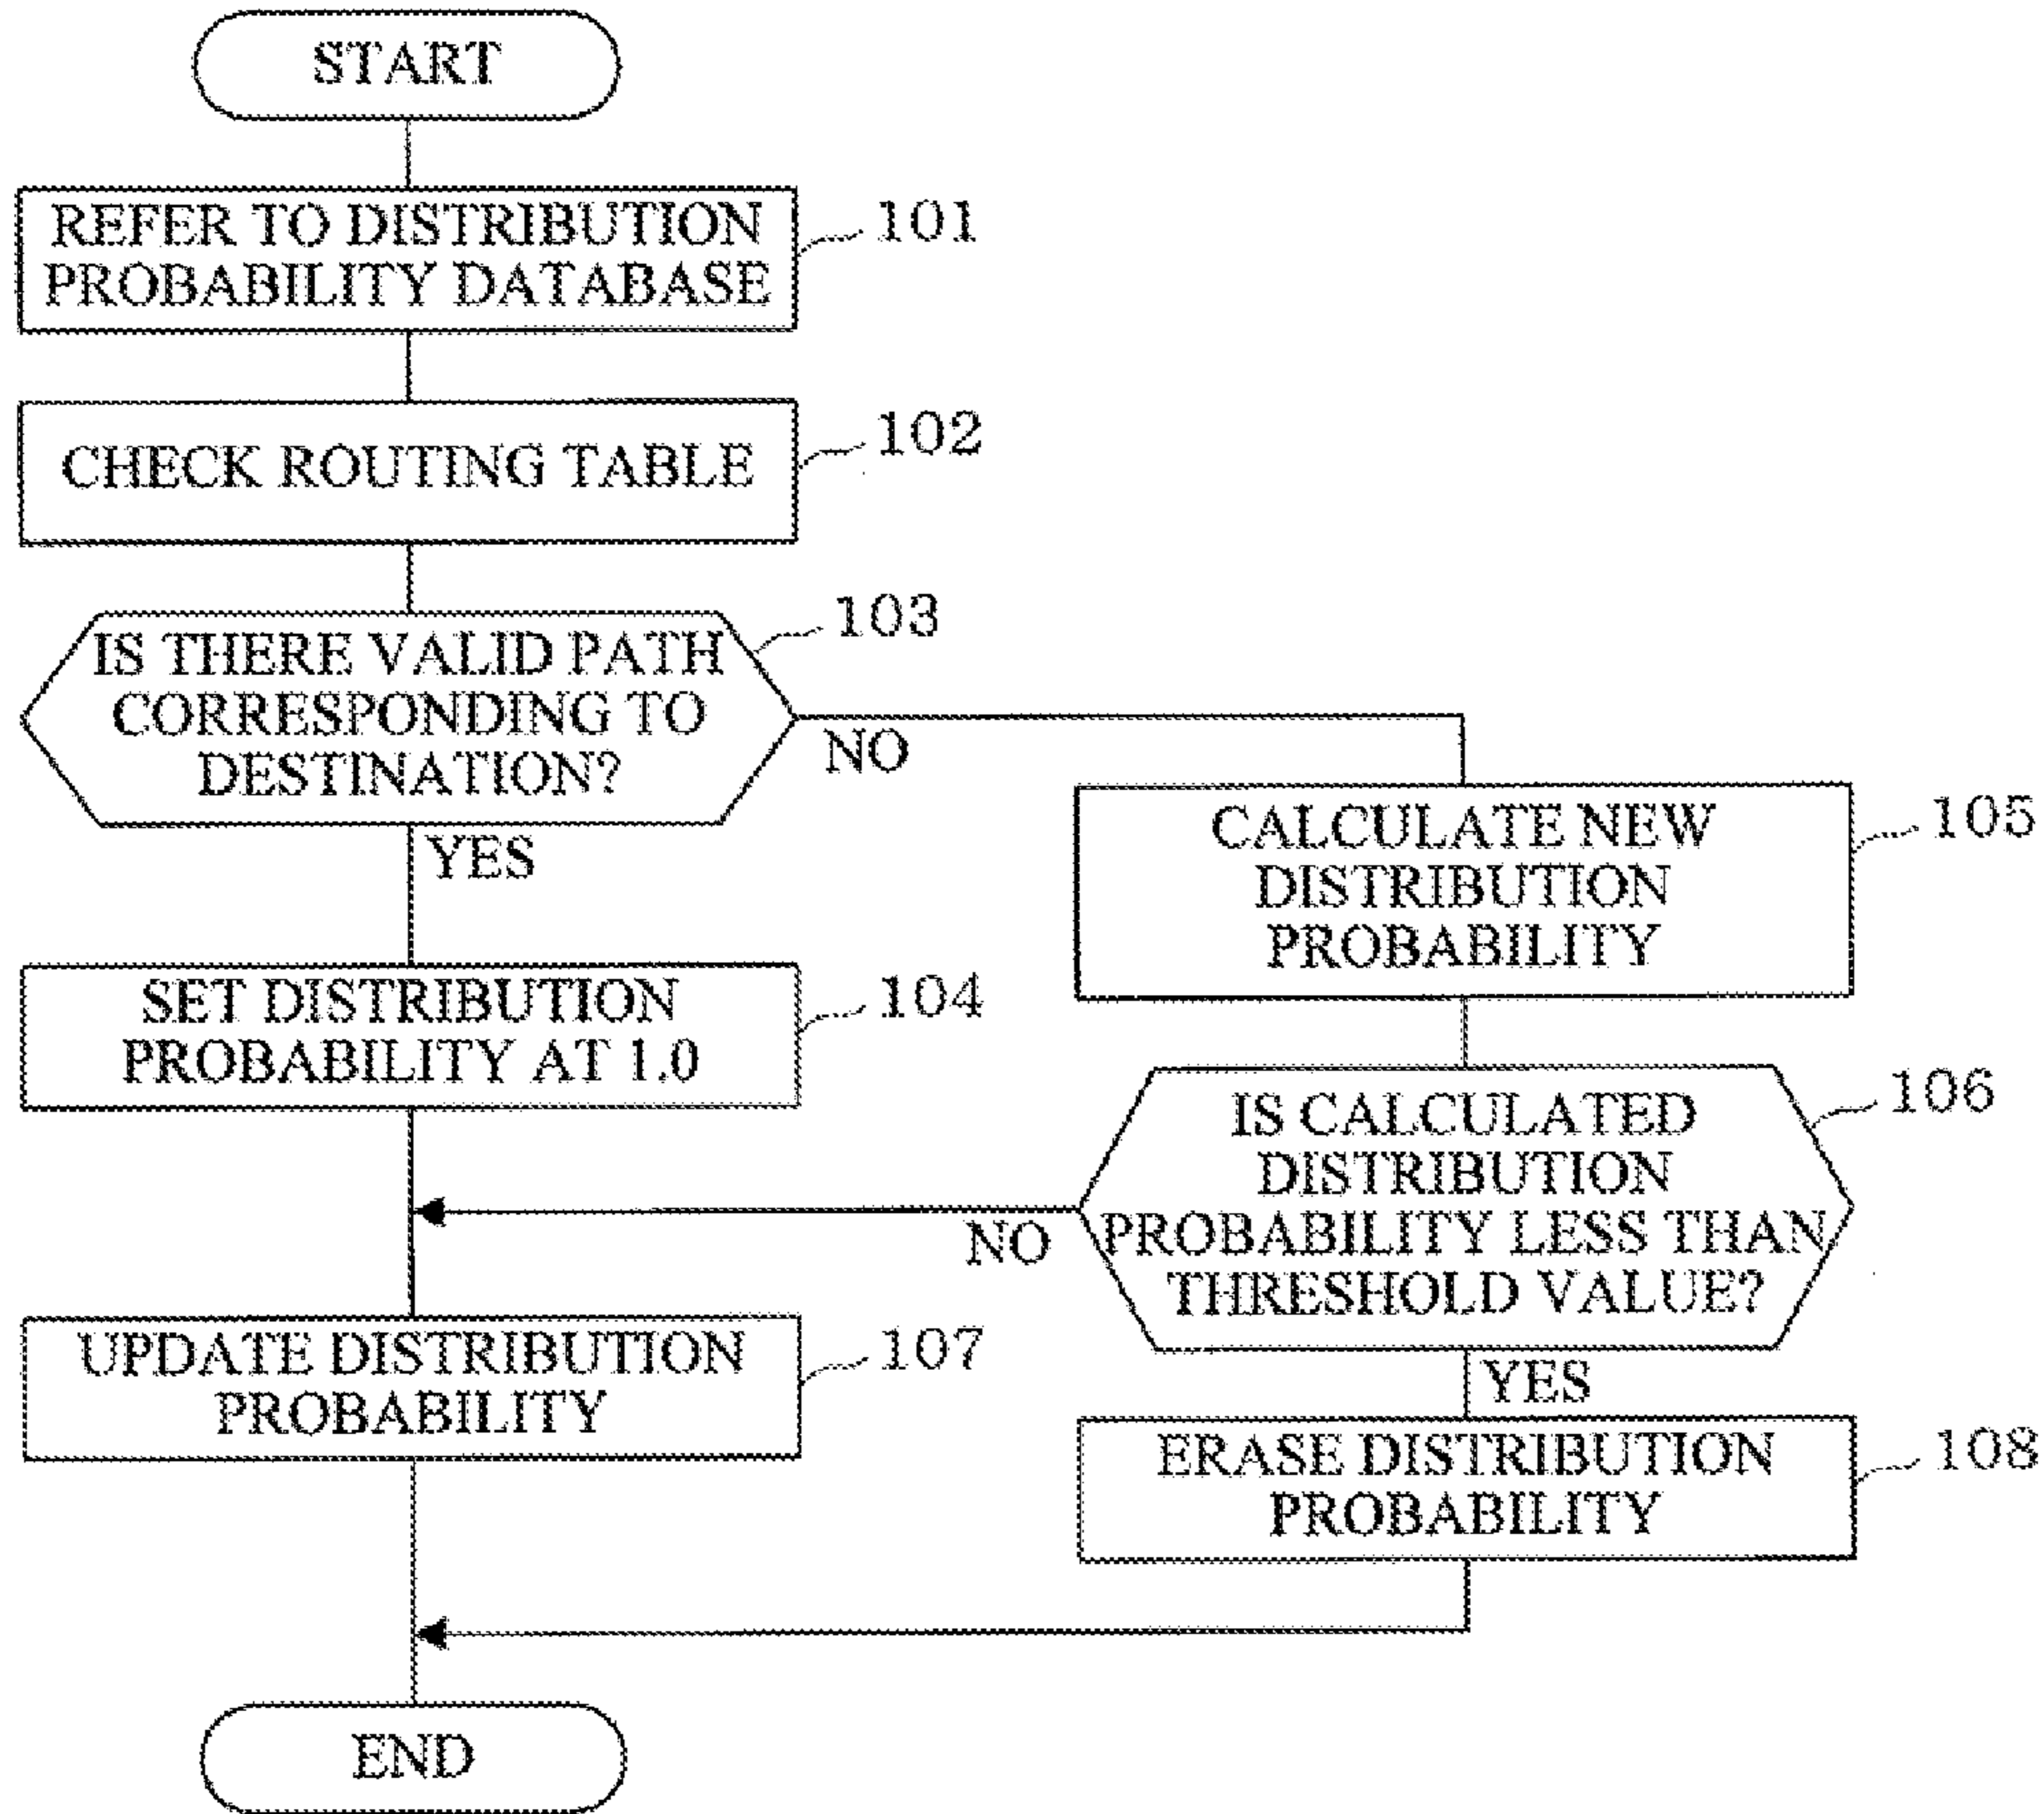 START
REFER TO DISTRIBUTION
PROBABILITY DATABASE
101
CHECK ROUTING TABLE
102
IS THERE VALID PATH
CORRESPONDING TO
DESTINATION?
103
NO
YES
SET DISTRIBUTION
PROBABILITY AT 1.0
104
CALCULATE NEW
DISTRIBUTION
PROBABILITY
105
IS CALCULATED
DISTRIBUTION
PROBABILITY LESS THAN
THRESHOLD VALUE?
106
NO
YES
UPDATE DISTRIBUTION
PROBABILITY
107
ERASE DISTRIBUTION
PROBABILITY
108
END